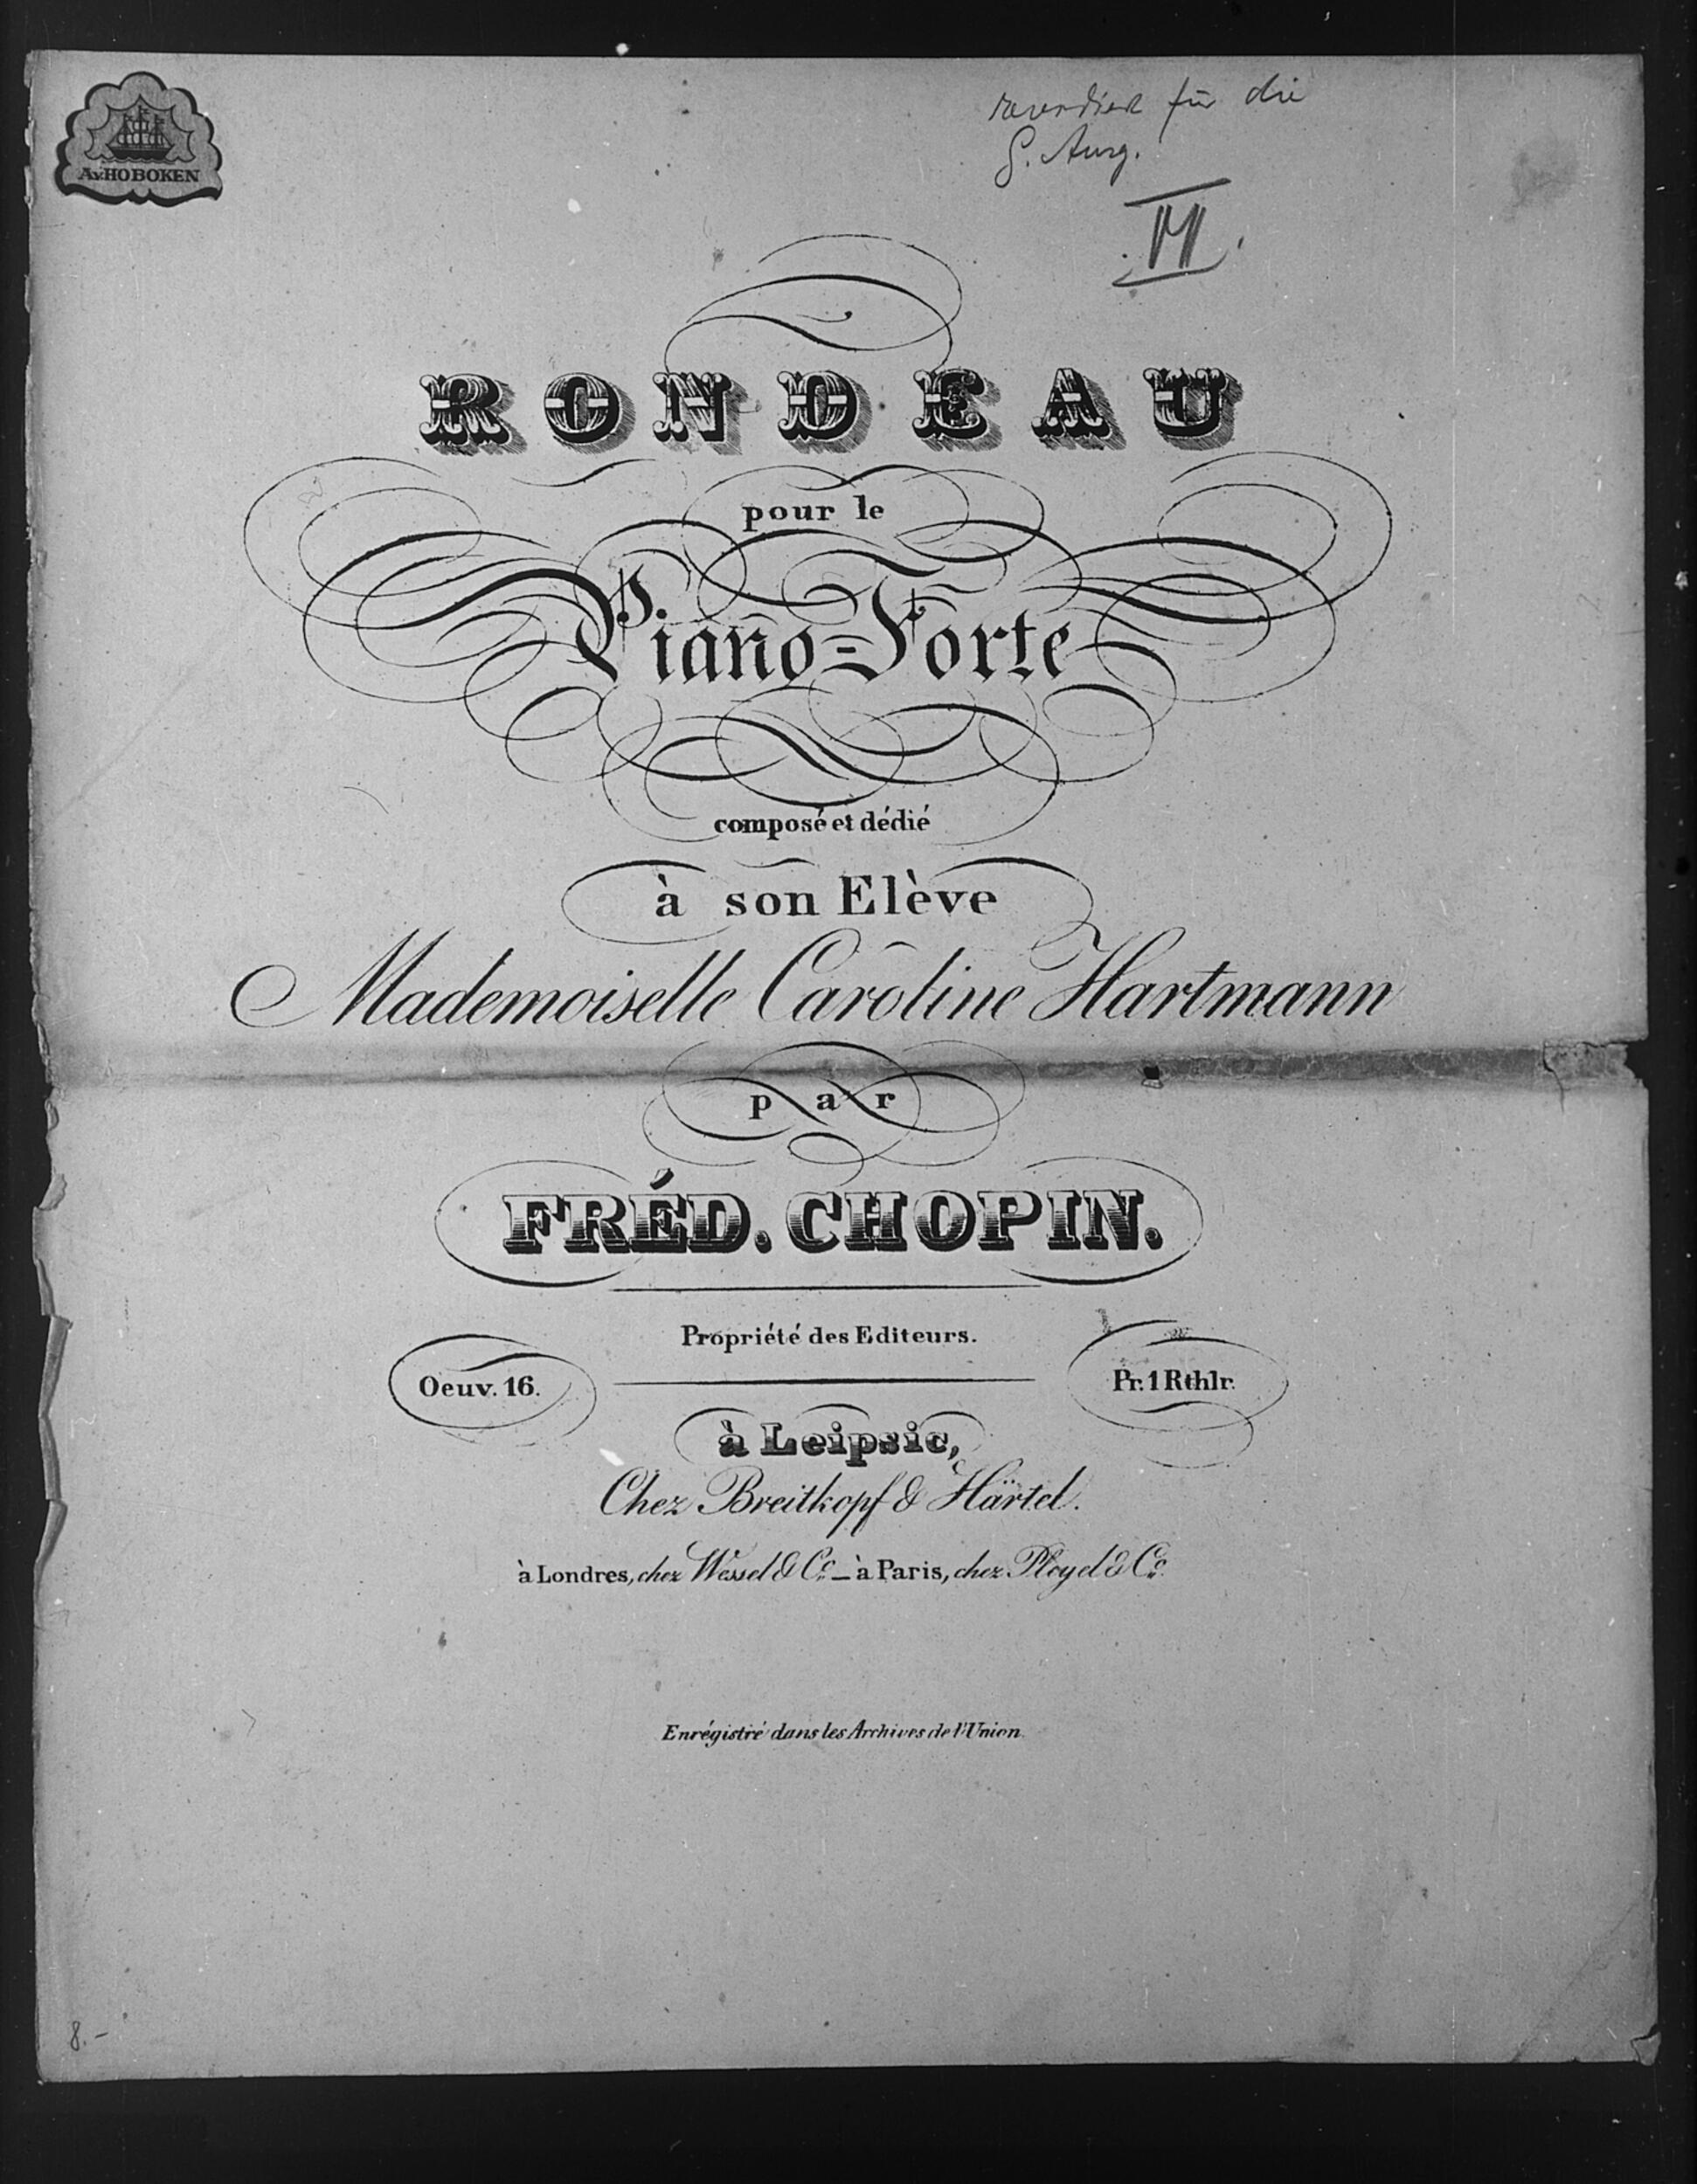 A.v.HOBOKEN
revidiert für die
G. Ausg.
VI.
RONDEAU
pour le
Piano=Forte
composé et dédié
à son Elève
Mademoiselle Caroline Hartmann
par
FRÉD. CHOPIN.
Propriété des Editeurs.
Oeuv. 16.
Pr. 1 Rthlr.
à Leipsic,
Chez Breitkopf & Härtel.
à Londres, chez Wessel & Co. – à Paris, chez Pleyel & Co.
Enrégistré dans les Archives de l'Union.
8.-